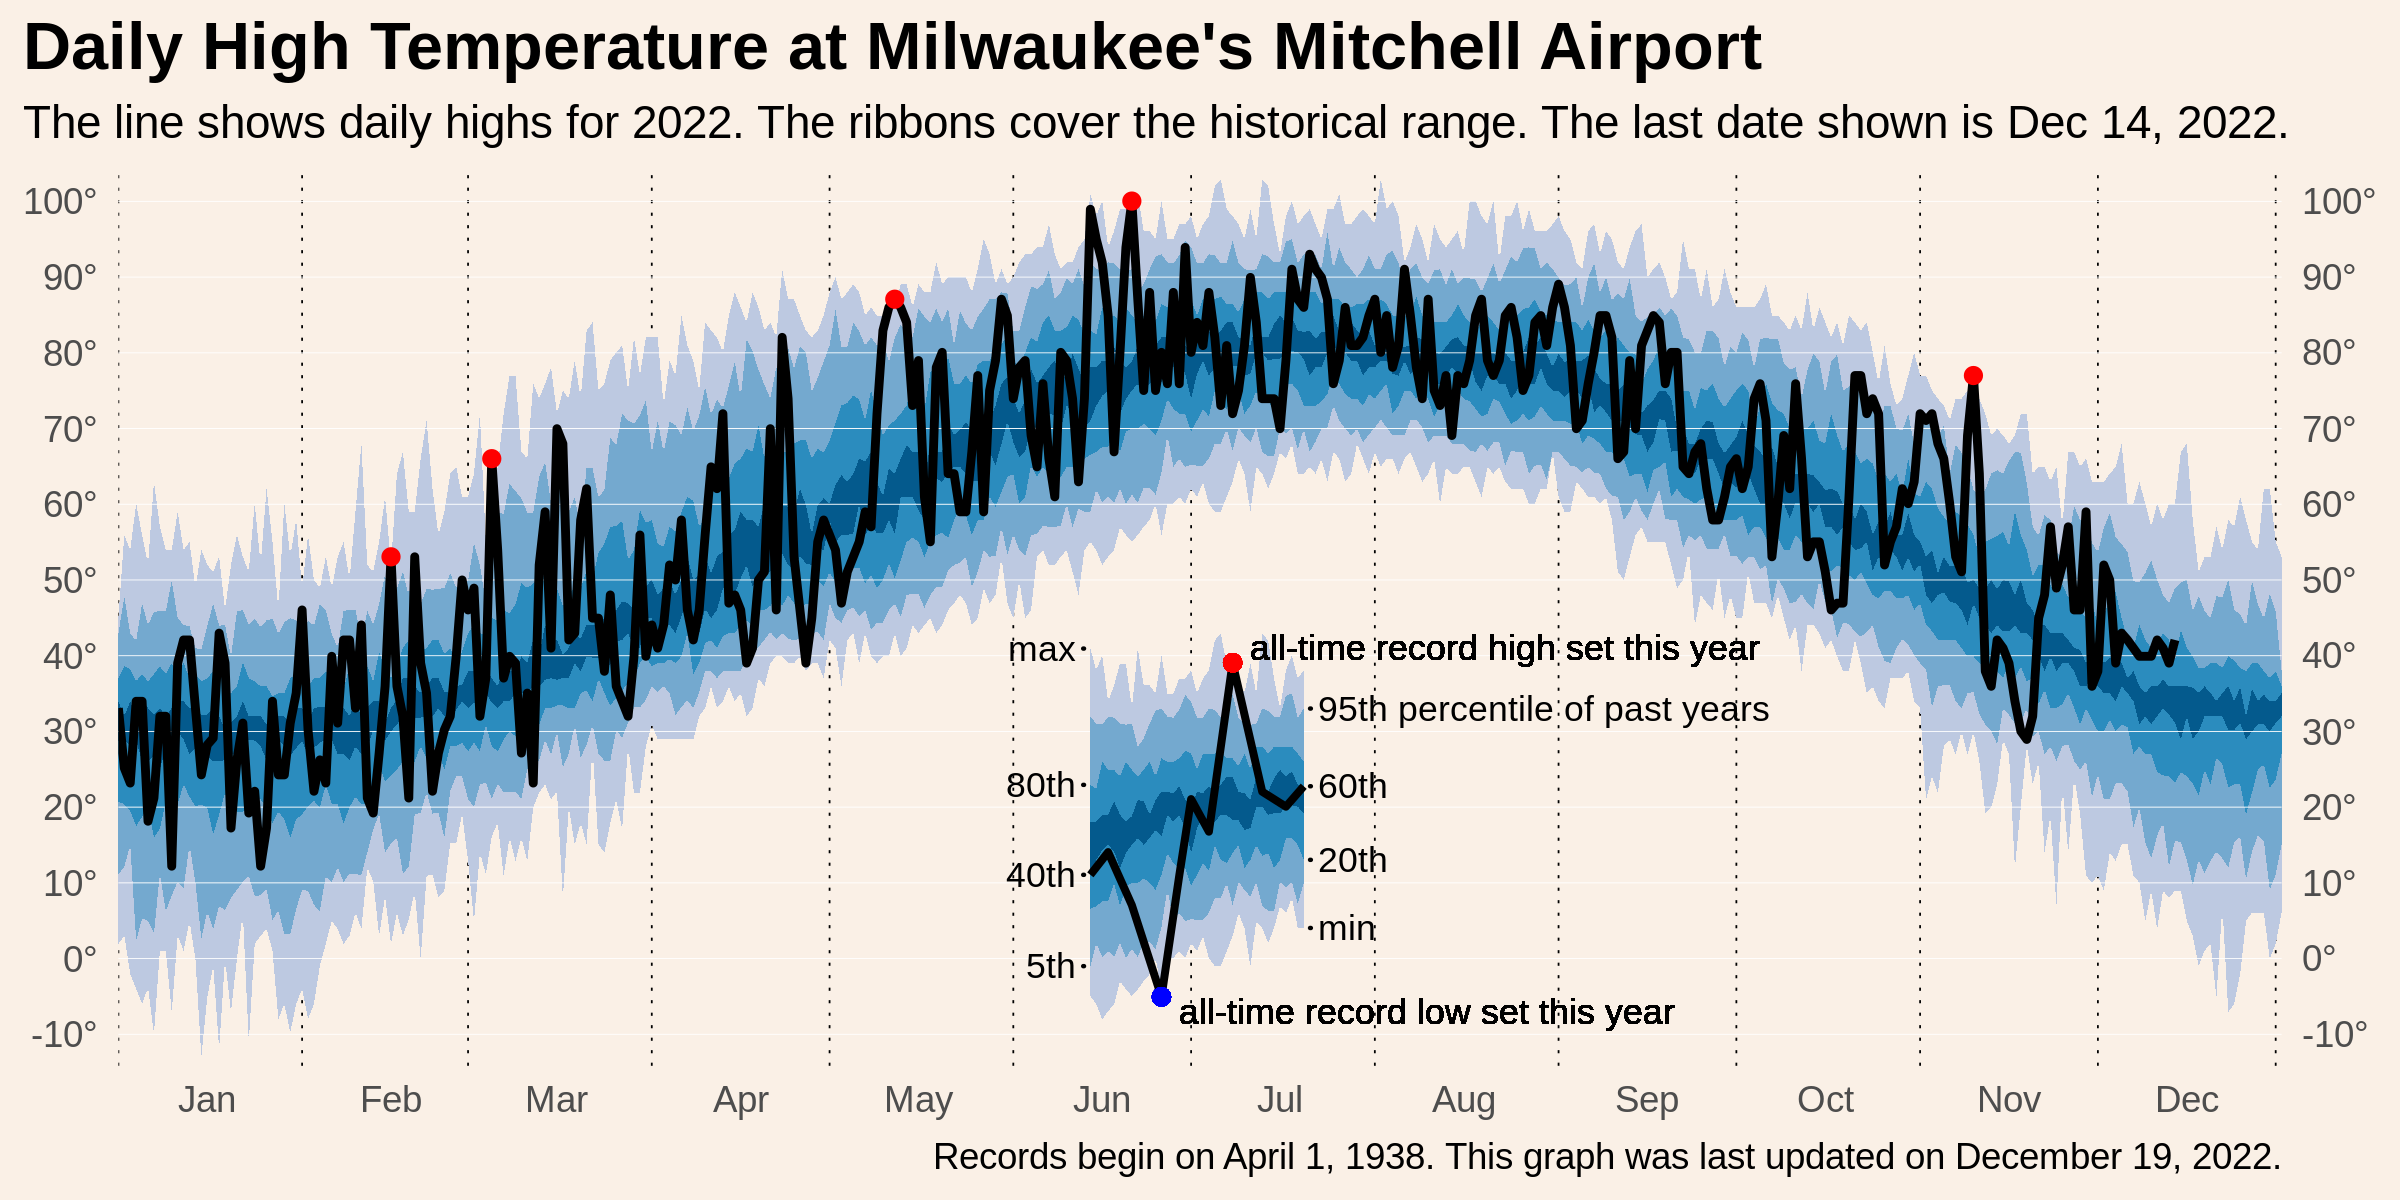 Daily High Temperature at Milwaukee's Mitchell Airport
The line shows daily highs for 2022. The ribbons cover the historical range. The last date shown is Dec 14, 2022.
100° 100°
90° 90°
80° 80°
70° 70°
60° 60°
50° 50°
max all-time record high set this year
40° 40°
95th percentile of past years
30° 30°
80th 60th
20° 20°
40th 20th
10° 10°
min
0° 0°
5th
all-time record low set this year
-10° -10°
Jan Feb Mar Apr May Jun Jul Aug Sep Oct Nov Dec
Records begin on April 1, 1938. This graph was last updated on December 19, 2022.